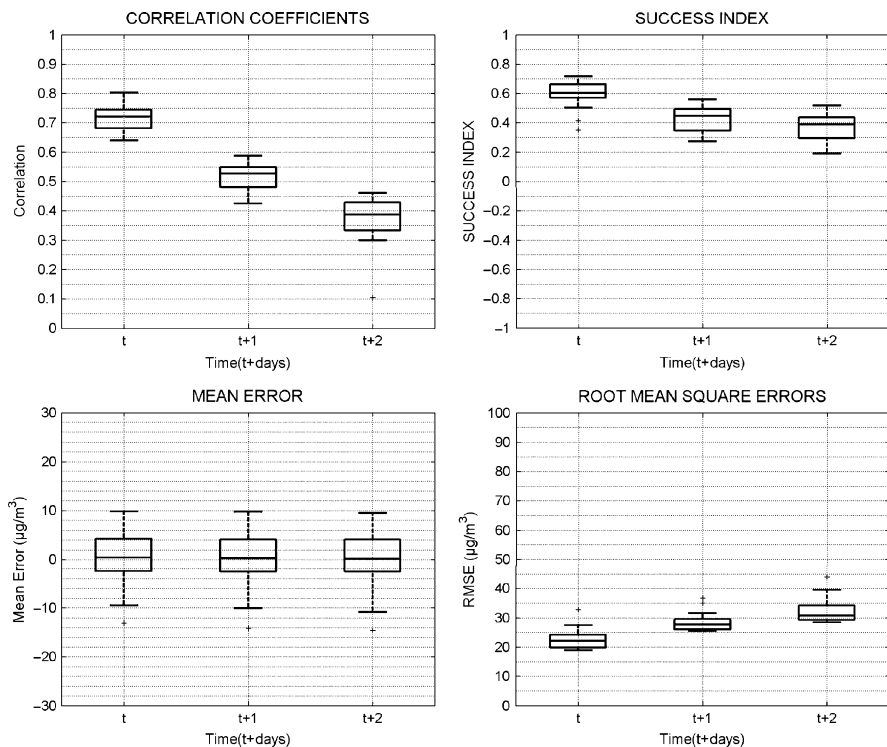 CORRELATION COEFFICIENTS
1
0.9
0.8
0.7
0.6
0.5
0.4
0.3
0.2
0.1
0
Correlation
t
t+1
t+2
Time(t+days)
SUCCESS INDEX
1
0.8
0.6
0.4
0.2
0
−0.2
−0.4
−0.6
−0.8
−1
SUCCESS INDEX
t
t+1
t+2
Time(t+days)
MEAN ERROR
30
20
10
0
−10
−20
−30
Mean Error (µg/m³)
t
t+1
t+2
Time(t+days)
ROOT MEAN SQUARE ERRORS
100
90
80
70
60
50
40
30
20
10
0
RMSE (µg/m³)
t
t+1
t+2
Time(t+days)